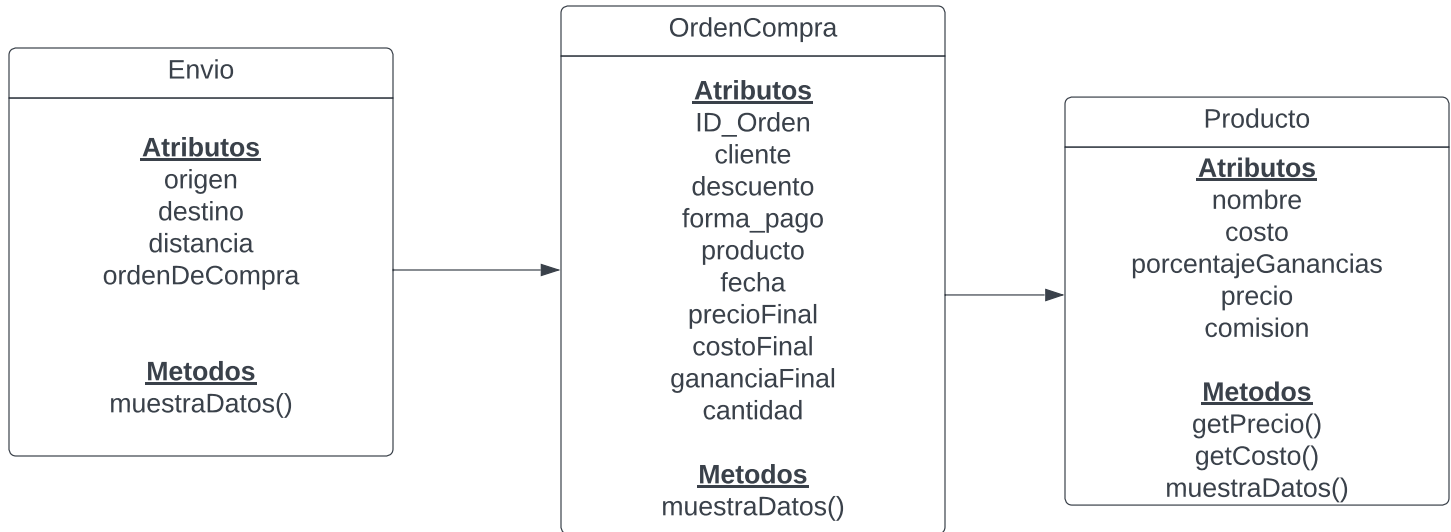 Envio
Atributos
origen
destino
distancia
ordenDeCompra
Metodos
muestraDatos()
OrdenCompra
Atributos
ID_Orden
cliente
descuento
forma_pago
producto
fecha
precioFinal
costoFinal
gananciaFinal
cantidad
Metodos
muestraDatos()
Producto
Atributos
nombre
costo
porcentajeGanancias
precio
comision
Metodos
getPrecio()
getCosto()
muestraDatos()